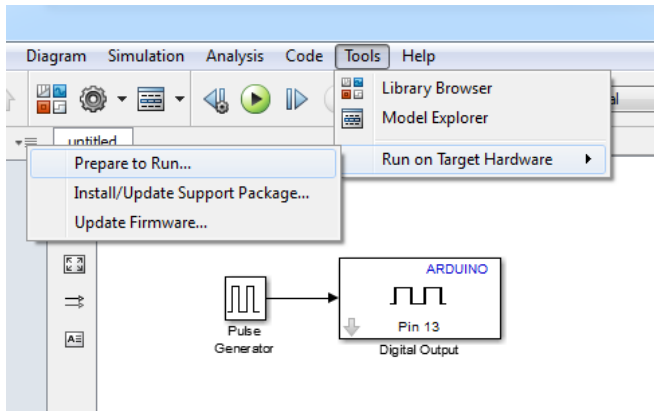 Diagram Simulation Analysis Code Tools Help
Library Browser
Model Explorer
Run on Target Hardware
untitled
Prepare to Run...
Install/Update Support Package...
Update Firmware...
ARDUINO
Pin 13
Pulse
Generator
Digital Output